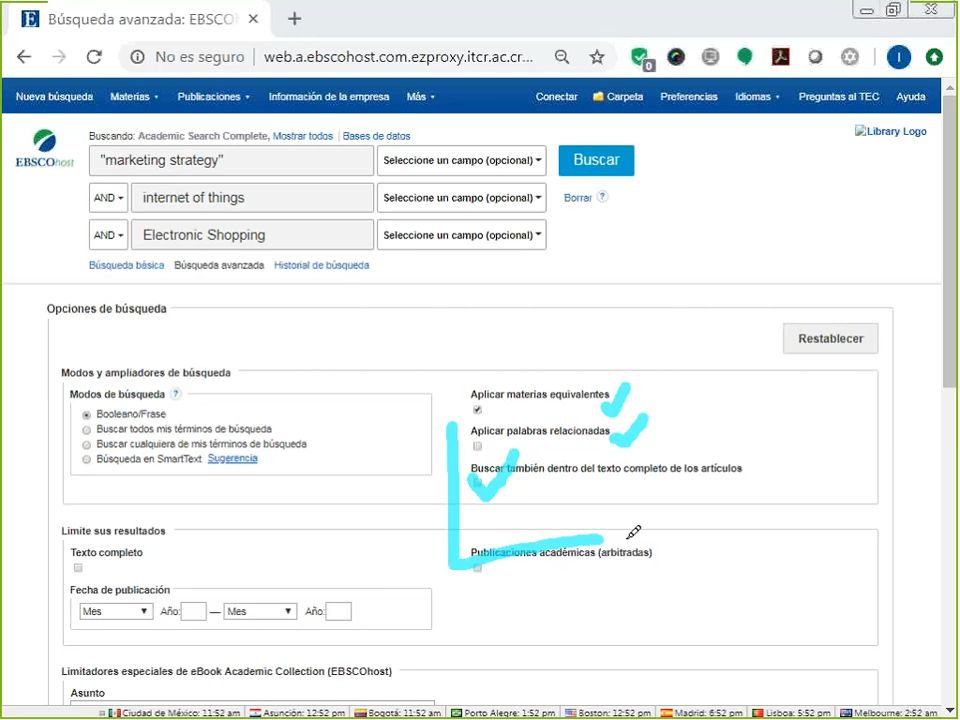 Búsqueda avanzada: EBSCO
No es seguro web.a.ebscohost.com.ezproxy.itcr.ac.cr...
0
I
Nueva búsqueda Materias Publicaciones Información de la empresa Más Conectar Carpeta Preferencias Idiomas Preguntas al TEC Ayuda
Buscando: Academic Search Complete, Mostrar todos | Bases de datos
Library Logo
EBSCOhost
"marketing strategy" Seleccione un campo (opcional) Buscar
AND internet of things Seleccione un campo (opcional) Borrar ?
AND Electronic Shopping Seleccione un campo (opcional)
Búsqueda básica Búsqueda avanzada Historial de búsqueda
Opciones de búsqueda
Restablecer
Modos y ampliadores de búsqueda
Modos de búsqueda ?
Booleano/Frase
Buscar todos mis términos de búsqueda
Buscar cualquiera de mis términos de búsqueda
Búsqueda en SmartText Sugerencia
Aplicar materias equivalentes
Aplicar palabras relacionadas
Buscar también dentro del texto completo de los artículos
Limite sus resultados
Texto completo
Publicaciones académicas (arbitradas)
Fecha de publicación
Mes Año: — Mes Año:
Limitadores especiales de eBook Academic Collection (EBSCOhost)
Asunto
Ciudad de México: 11:52 am Asunción: 12:52 pm Bogotá: 11:52 am Porto Alegre: 1:52 pm Boston: 12:52 pm Madrid: 6:52 pm Lisboa: 5:52 pm Melbourne: 2:52 am